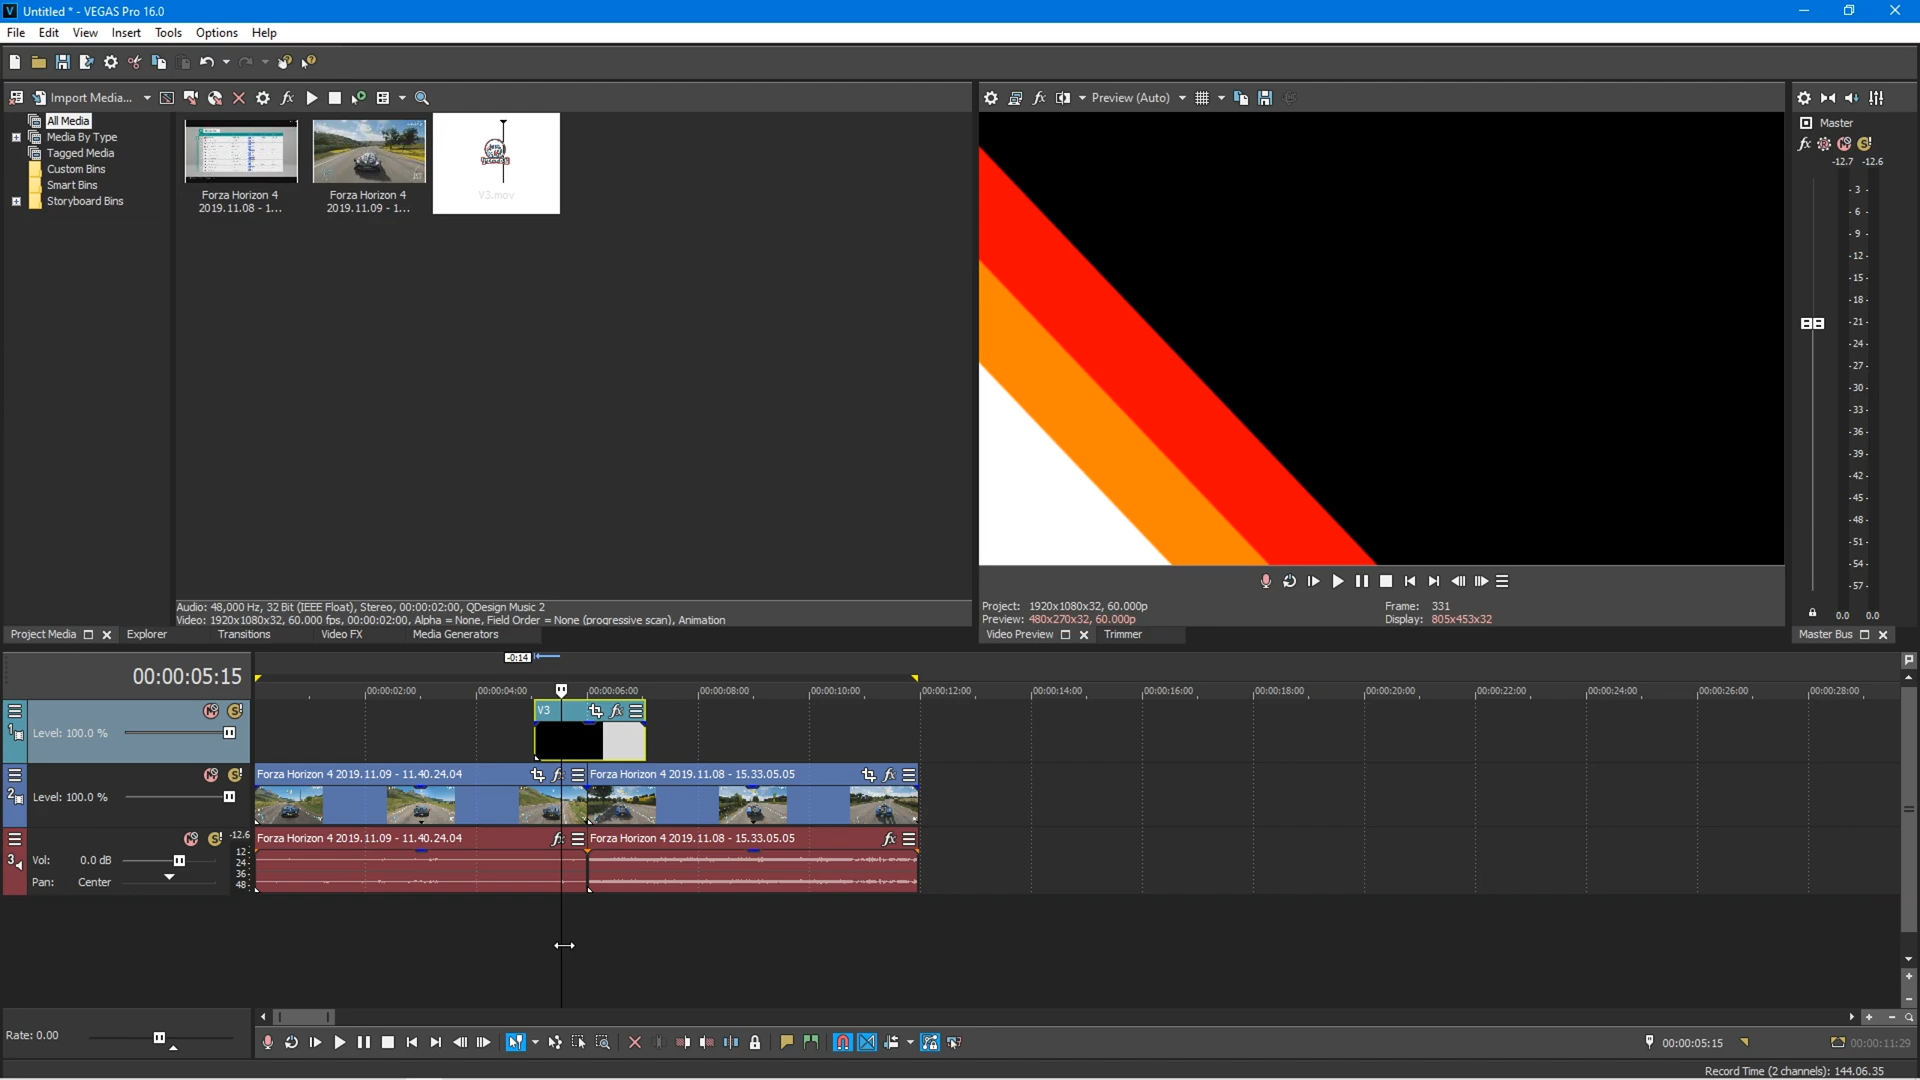 Untitled * - VEGAS Pro 16.0
File Edit View Insert Tools Options Help
Import Media...
Preview (Auto)
All Media
Media By Type
Tagged Media
Custom Bins
Smart Bins
Storyboard Bins
Forza Horizon 4
2019.11.08 - 1...
Forza Horizon 4
2019.11.09 - 1...
V3.mov
Master
-12.7 -12.6
- 3 -
- 6 -
- 9 -
- 12 -
- 15 -
- 18 -
- 21 -
- 24 -
- 27 -
- 30 -
- 33 -
- 36 -
- 39 -
- 42 -
- 45 -
- 48 -
- 51 -
- 54 -
- 57 -
0.0 0.0
Audio: 48,000 Hz, 32 Bit (IEEE Float), Stereo, 00:00:02:00, QDesign Music 2
Video: 1920x1080x32, 60.000 fps, 00:00:02:00, Alpha = None, Field Order = None (progressive scan), Animation
Project: 1920x1080x32, 60.000p
Preview: 480x270x32, 60.000p
Frame: 331
Display: 805x453x32
Project Media Explorer Transitions Video FX Media Generators
Video Preview Trimmer
Master Bus
-0:14
00:00:05:15
00:00:02:00 00:00:04:00 00:00:06:00 00:00:08:00 00:00:10:00 00:00:12:00 00:00:14:00 00:00:16:00 00:00:18:00 00:00:20:00 00:00:22:00 00:00:24:00 00:00:26:00 00:00:28:00
1
Level: 100.0 %
V3
2
Level: 100.0 %
Forza Horizon 4 2019.11.09 - 11.40.24.04
Forza Horizon 4 2019.11.08 - 15.33.05.05
3
Vol: 0.0 dB
Pan: Center
-12.6
12-
24-
36-
48-
Forza Horizon 4 2019.11.09 - 11.40.24.04
Forza Horizon 4 2019.11.08 - 15.33.05.05
Rate: 0.00
00:00:05:15
00:00:11:29
Record Time (2 channels): 144.06.35